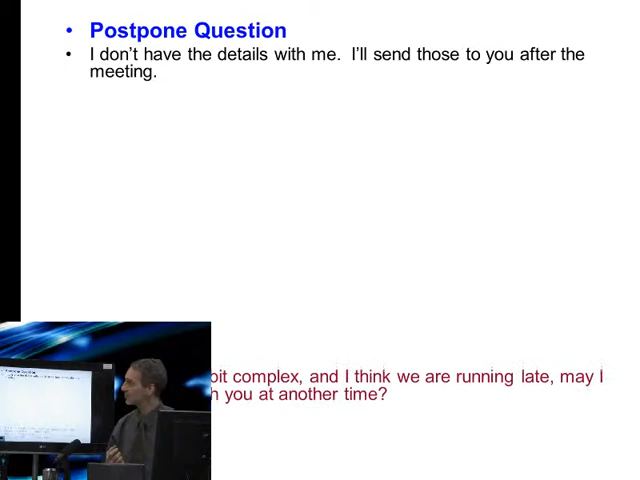 Postpone Question
I don't have the details with me.  I'll send those to you after the
meeting.
bit complex, and I think we are running late, may I
you at another time?